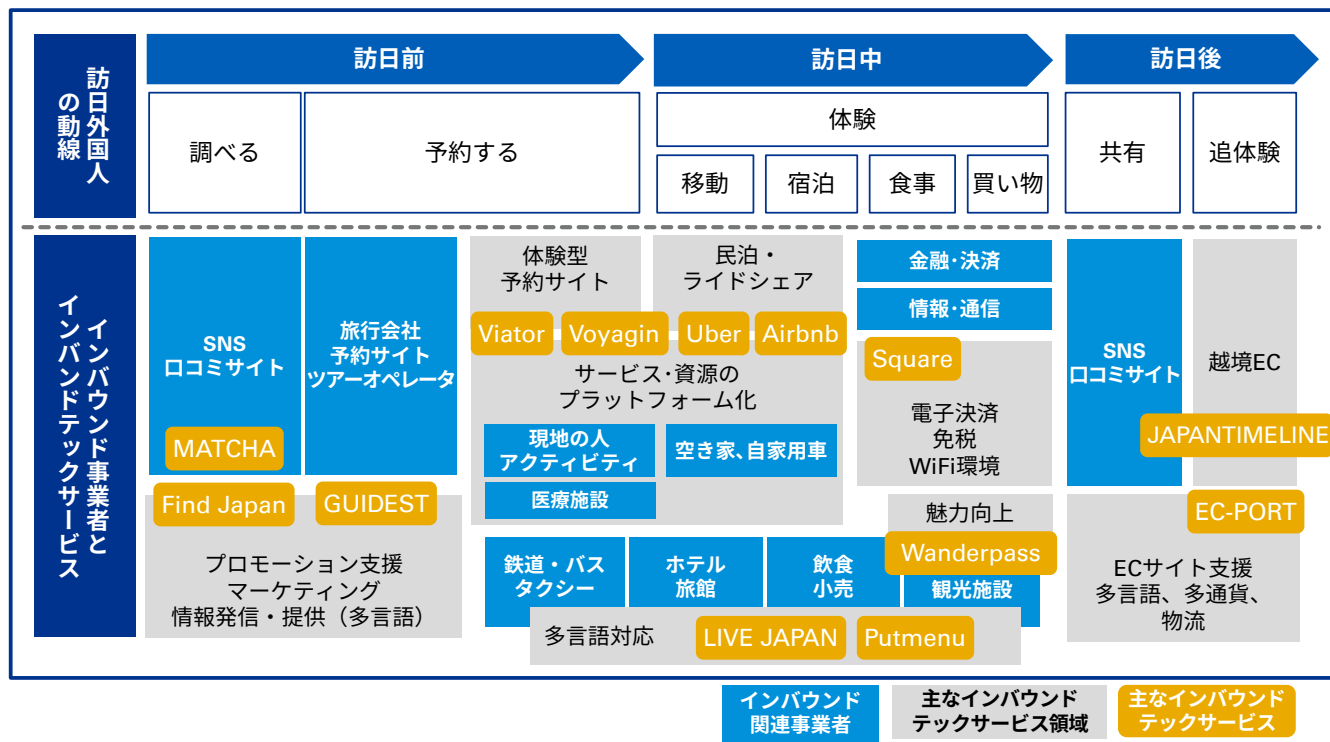 訪日外国人
の動線
訪日前
訪日中
訪日後
調べる
予約する
体験
移動
宿泊
食事
買い物
共有
追体験
インバウンド事業者と
インバンドテックサービス
SNS
口コミサイト
MATCHA
旅行会社
予約サイト
ツアーオペレータ
Find Japan
GUIDEST
プロモーション支援
マーケティング
情報発信・提供（多言語）
体験型
予約サイト
民泊・
ライドシェア
Viator
Voyagin
Uber
Airbnb
サービス･資源の
プラットフォーム化
現地の人
アクティビティ
空き家、自家用車
医療施設
金融･決済
情報･通信
Square
電子決済
免税
WiFi環境
魅力向上
Wanderpass
鉄道・バス
タクシー
ホテル
旅館
飲食
小売
観光施設
多言語対応
LIVE JAPAN
Putmenu
SNS
口コミサイト
越境EC
JAPANTIMELINE
EC-PORT
ECサイト支援
多言語、多通貨、
物流
インバウンド
関連事業者
主なインバウンド
テックサービス領域
主なインバウンド
テックサービス